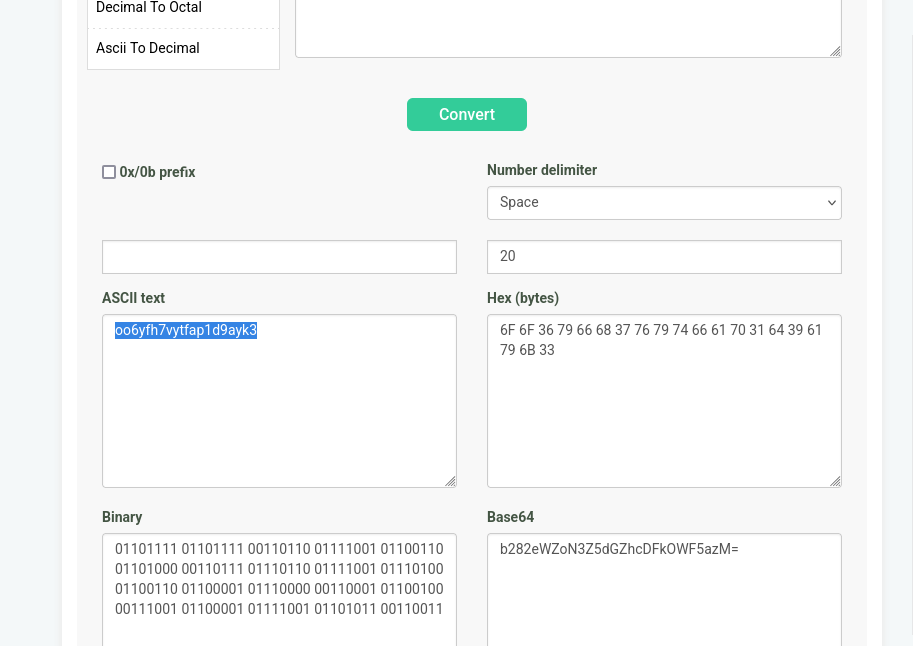 Decimal To Octal
Ascii To Decimal
Convert
0x/0b prefix
Number delimiter
Space
20
ASCII text
Hex (bytes)
oo6yfh7vytfap1d9ayk3
6F 6F 36 79 66 68 37 76 79 74 66 61 70 31 64 39 61
79 6B 33
Binary
Base64
01101111 01101111 00110110 01111001 01100110
01101000 00110111 01110110 01111001 01110100
01100110 01100001 01110000 00110001 01100100
00111001 01100001 01111001 01101011 00110011
b282eWZoN3Z5dGZhcDFkOWF5azM=